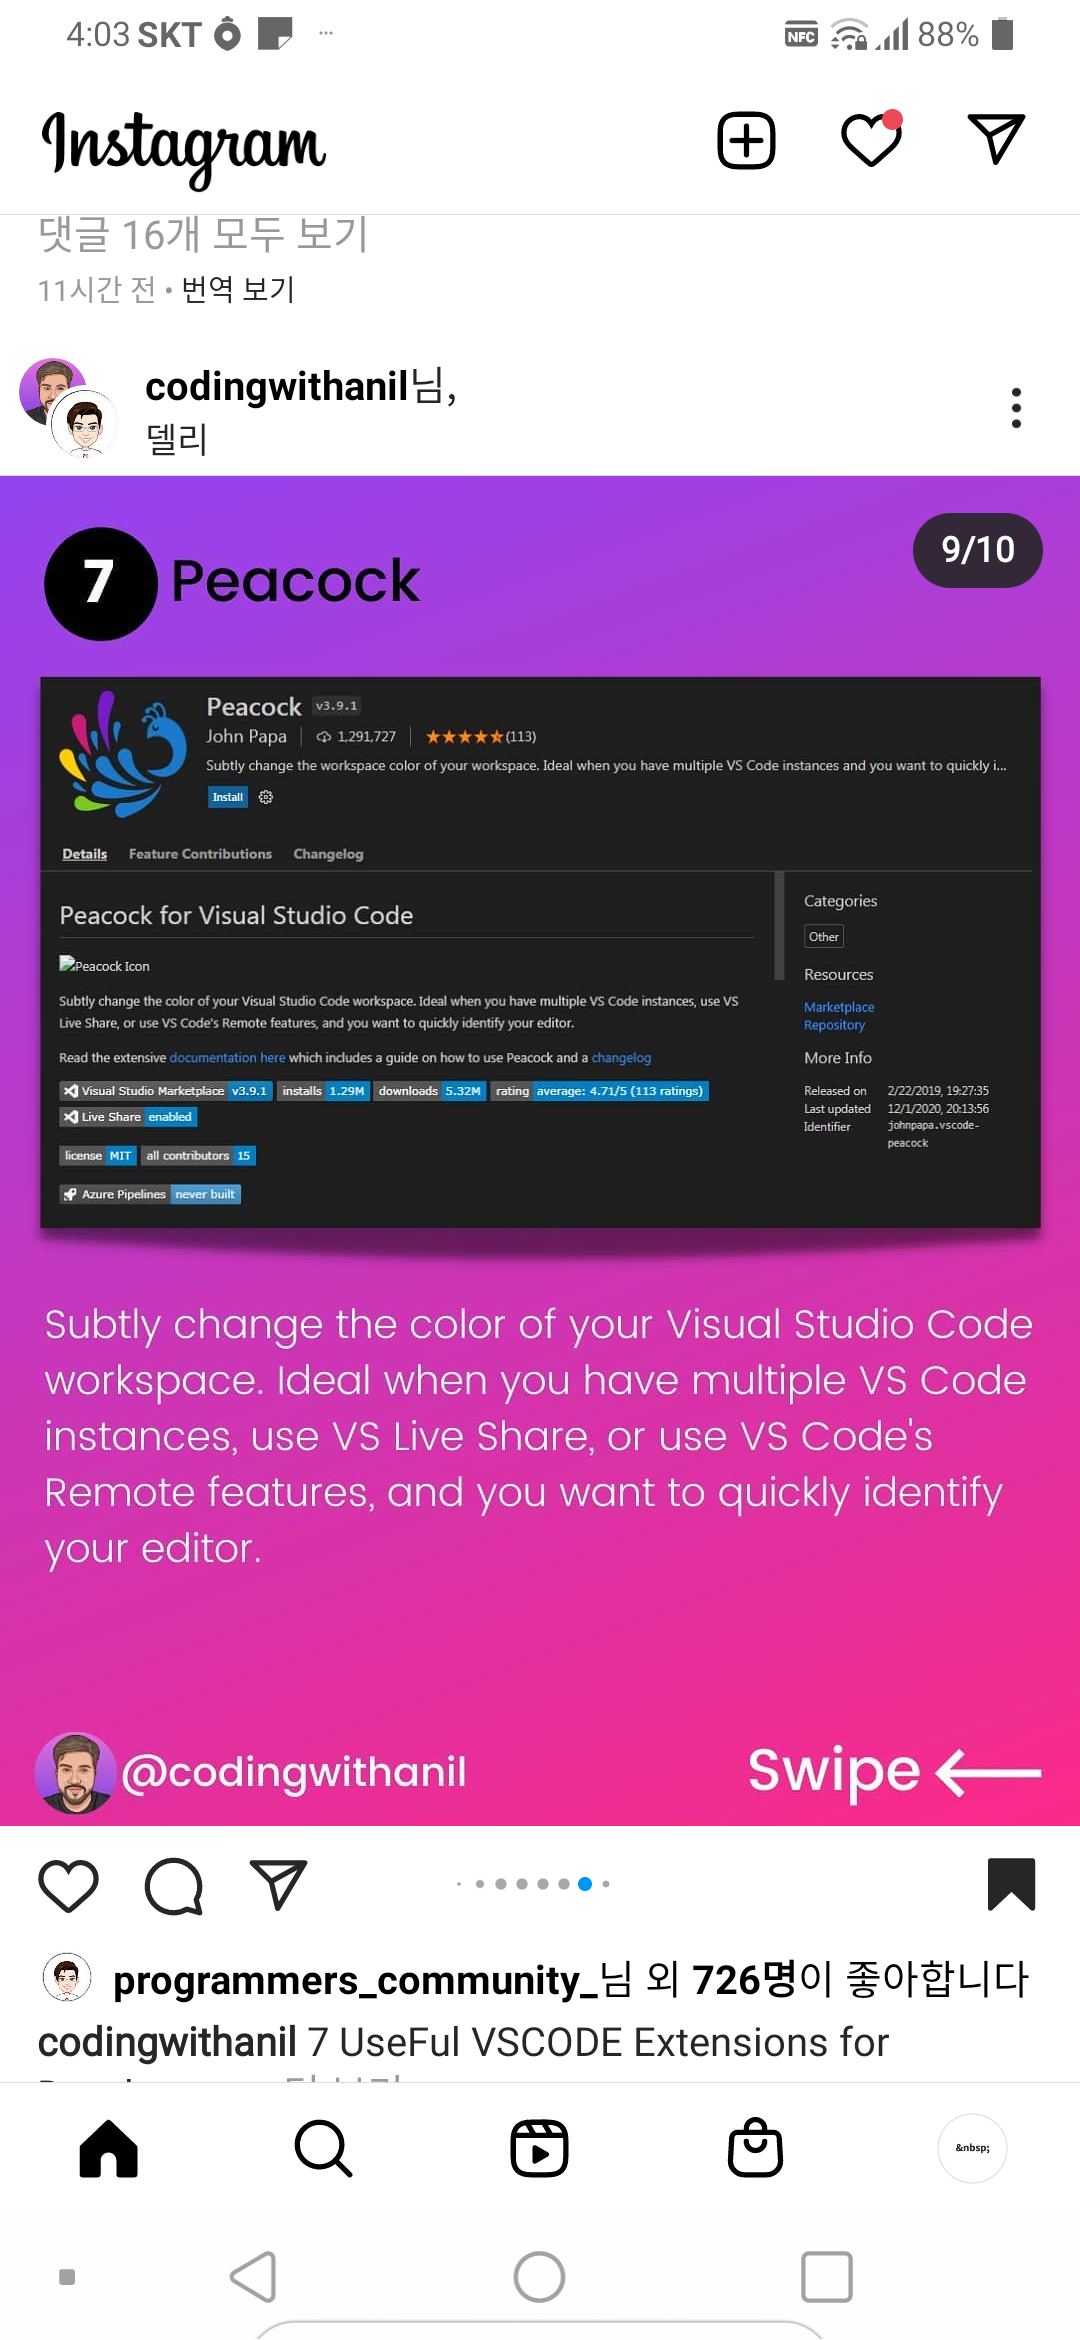 4:03 SKT
NFC 88%
Instagram
댓글 16개 모두 보기
11시간 전 • 번역 보기
codingwithanil님,
델리
9/10
7 Peacock
Peacock v3.9.1
John Papa 1,291,727 (113)
Subtly change the workspace color of your workspace. Ideal when you have multiple VS Code instances and you want to quickly i...
Install
Details Feature Contributions Changelog
Peacock for Visual Studio Code
Peacock Icon
Subtly change the color of your Visual Studio Code workspace. Ideal when you have multiple VS Code instances, use VS
Live Share, or use VS Code's Remote features, and you want to quickly identify your editor.
Read the extensive documentation here which includes a guide on how to use Peacock and a changelog
Visual Studio Marketplace v3.9.1 installs 1.29M downloads 5.32M rating average: 4.71/5 (113 ratings)
Live Share enabled
license MIT all contributors 15
Azure Pipelines never built
Categories
Other
Resources
Marketplace
Repository
More Info
Released on 2/22/2019, 19:27:35
Last updated 12/1/2020, 20:13:56
Identifier johnpapa.vscode-
peacock
Subtly change the color of your Visual Studio Code
workspace. Ideal when you have multiple VS Code
instances, use VS Live Share, or use VS Code's
Remote features, and you want to quickly identify
your editor.
@codingwithanil
Swipe
programmers_community_님 외 726명이 좋아합니다
codingwithanil 7 UseFul VSCODE Extensions for
&nbsp;